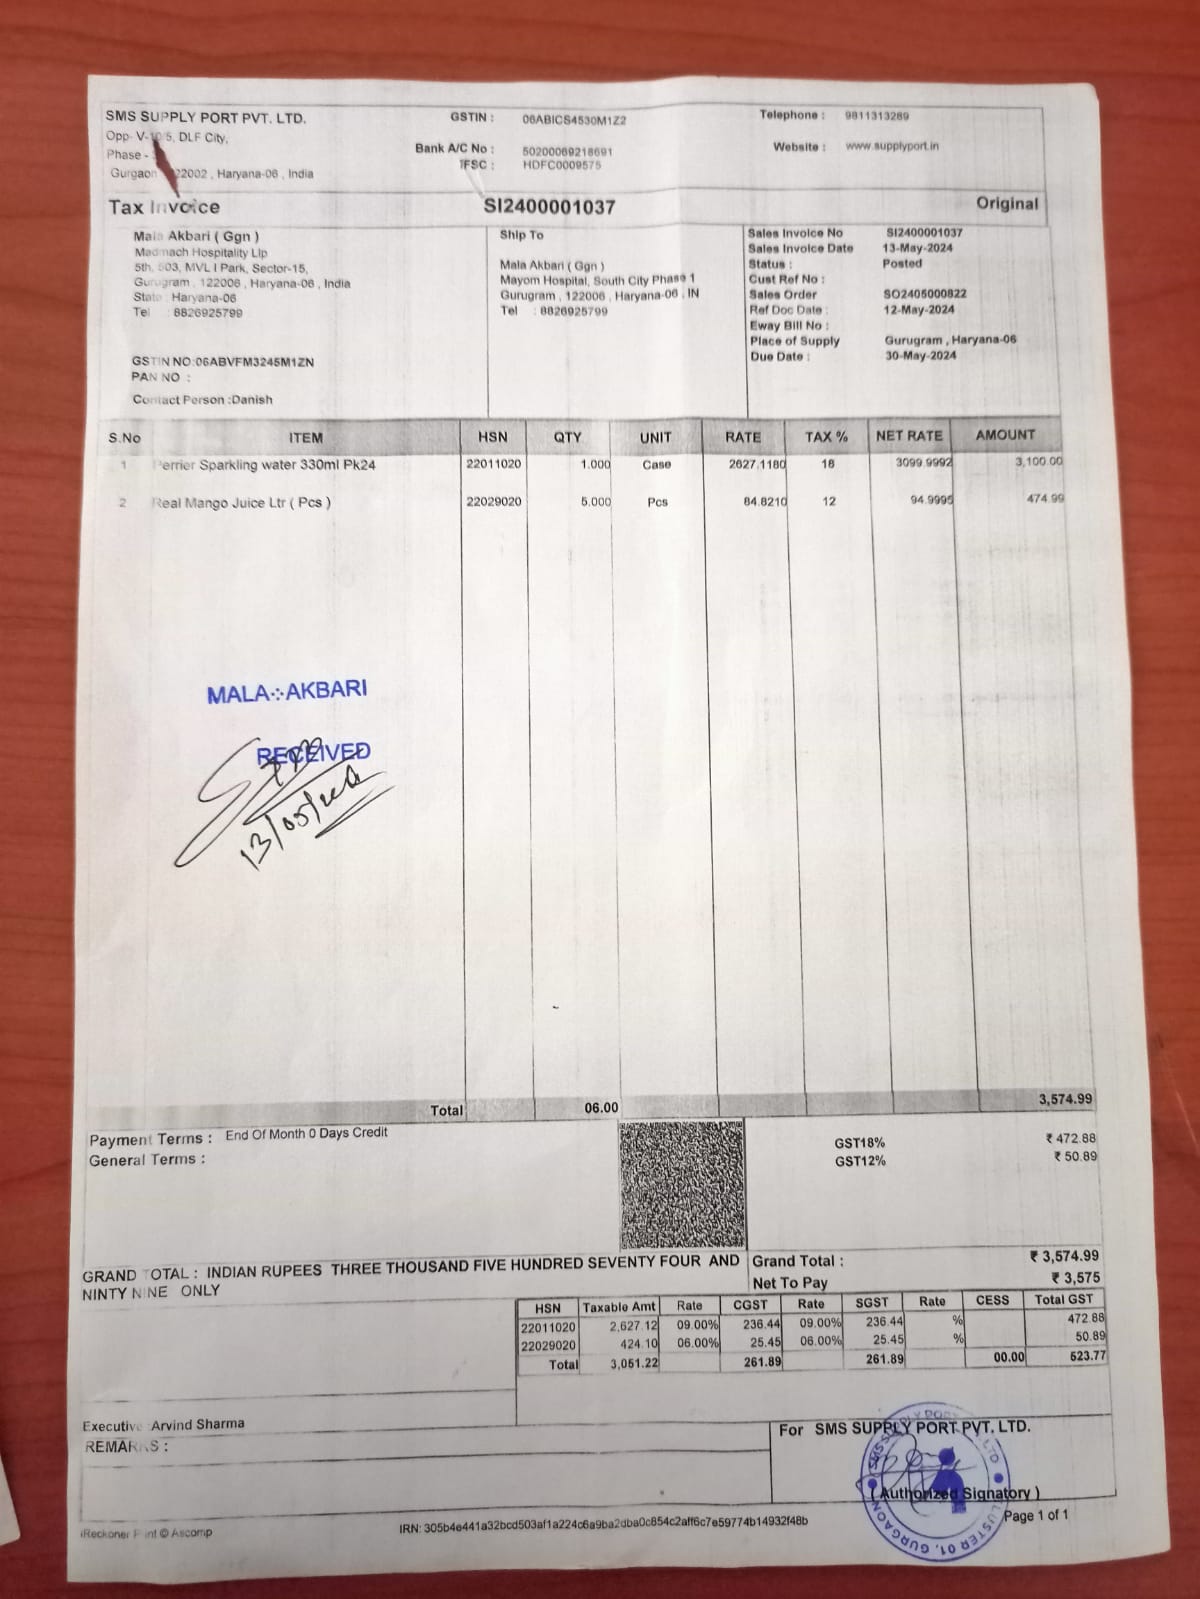 SMS SUPPLY PORT PVT. LTD.
Opp- V- 5, DLF City,
Phase -
Gurgaon 22002 , Haryana-06 , India
GSTIN : 06ABICS4530M1Z2
Bank A/C No : 50200069218691
IFSC : HDFC0009575
Telephone : 9811313289
Website : www.supplyport.in
Tax Invoice SI2400001037 Original
Mala Akbari ( Ggn )
Madmach Hospitality Llp
5th, 503, MVL I Park, Sector-15,
Gurugram , 122006 , Haryana-06 , India
State : Haryana-06
Tel : 8826925799
GSTIN NO:06ABVFM3245M1ZN
PAN NO :
Contact Person :Danish
Ship To
Mala Akbari ( Ggn )
Mayom Hospital, South City Phase 1
Gurugram , 122006 , Haryana-06 , IN
Tel : 8826925799
Sales Invoice No SI2400001037
Sales Invoice Date 13-May-2024
Status : Posted
Cust Ref No :
Sales Order SO2405000822
Ref Doc Date : 12-May-2024
Eway Bill No :
Place of Supply Gurugram , Haryana-06
Due Date : 30-May-2024
S.No ITEM HSN QTY UNIT RATE TAX % NET RATE AMOUNT
1 Perrier Sparkling water 330ml Pk24 22011020 1.000 Case 2627.1180 18 3099.9992 3,100.00
2 Real Mango Juice Ltr ( Pcs ) 22029020 5.000 Pcs 84.8210 12 94.9995 474.99
MALA AKBARI
RECEIVED
13/05/
Total 06.00 3,574.99
Payment Terms : End Of Month 0 Days Credit
General Terms :
GST18% ₹ 472.88
GST12% ₹ 50.89
GRAND TOTAL : INDIAN RUPEES THREE THOUSAND FIVE HUNDRED SEVENTY FOUR AND
NINTY NINE ONLY
Grand Total : ₹ 3,574.99
Net To Pay ₹ 3,575
HSN Taxable Amt Rate CGST Rate SGST Rate CESS Total GST
22011020 2,627.12 09.00% 236.44 09.00% 236.44 % 472.88
22029020 424.10 06.00% 25.45 06.00% 25.45 % 50.89
Total 3,051.22 261.89 261.89 00.00 523.77
Executive :Arvind Sharma
REMARKS :
For SMS SUPPLY PORT PVT. LTD.
( Authorized Signatory )
CLUSTER 01, GURGAON
Page 1 of 1
iReckoner Print © Ascomp
IRN: 305b4e441a32bcd503af1a224c6a9ba2dba0c854c2aff6c7e59774b14932f48b